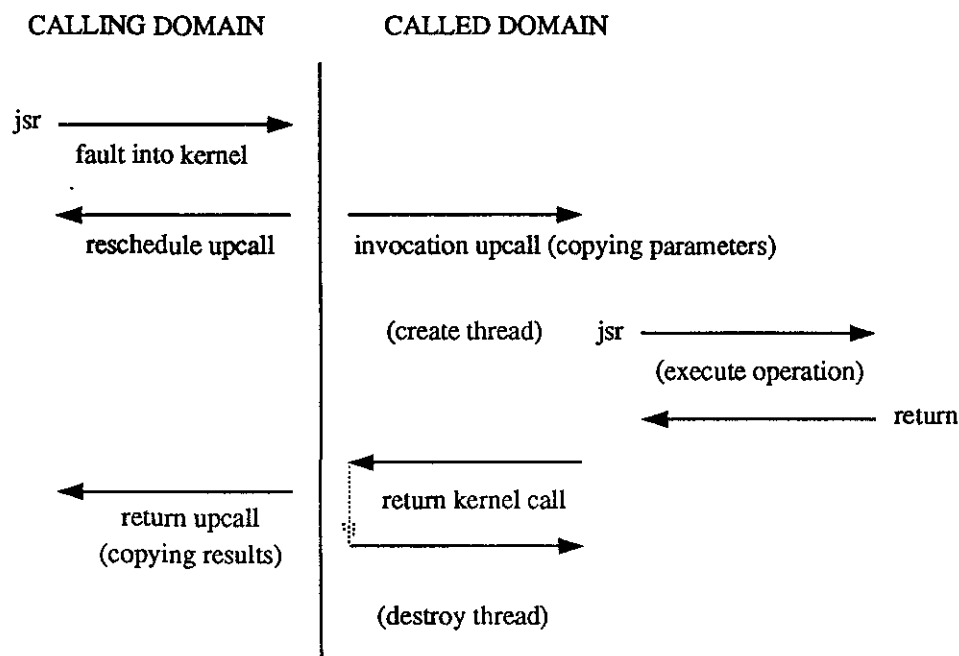 CALLING DOMAIN CALLED DOMAIN
jsr
fault into kernel
reschedule upcall invocation upcall (copying parameters)
(create thread) jsr
(execute operation)
return
return kernel call
return upcall
(copying results)
(destroy thread)